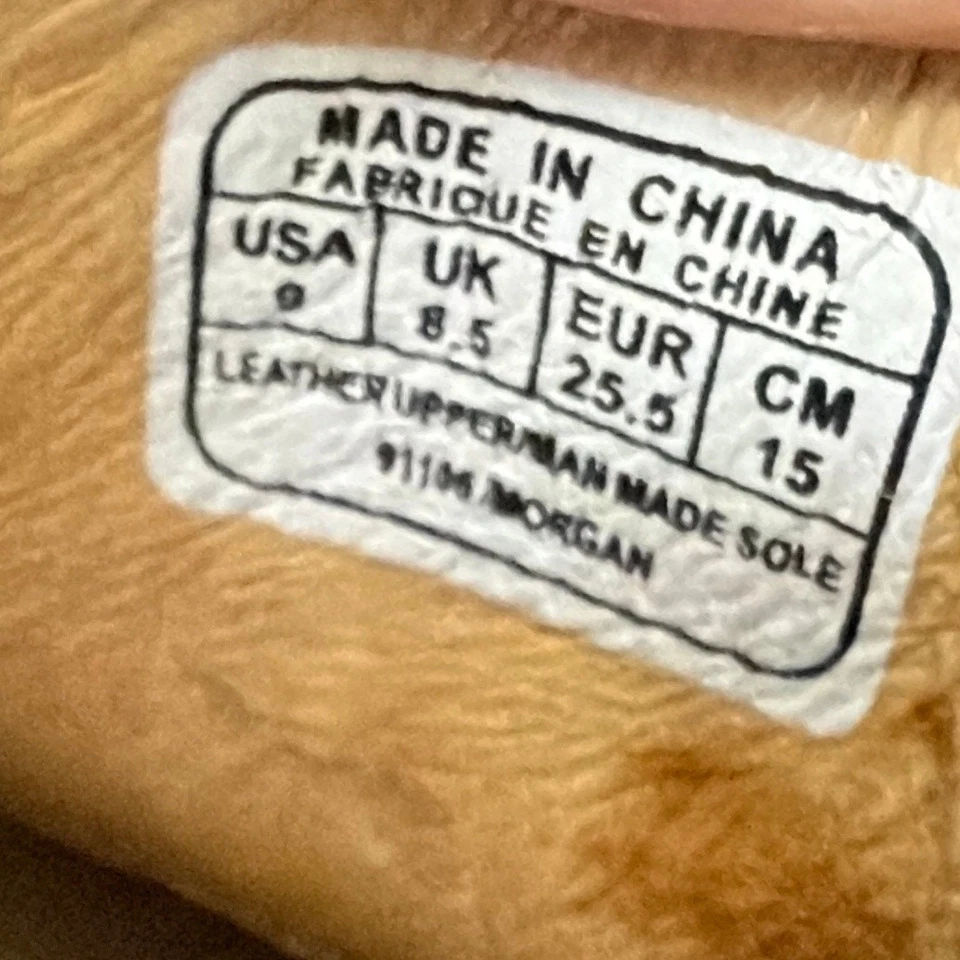 MADE IN CHINA
FABRIQUE EN CHINE
USA UK EUR CM
9 8.5 25.5 15
LEATHER UPPER/MAN MADE SOLE
91106 /MORGAN